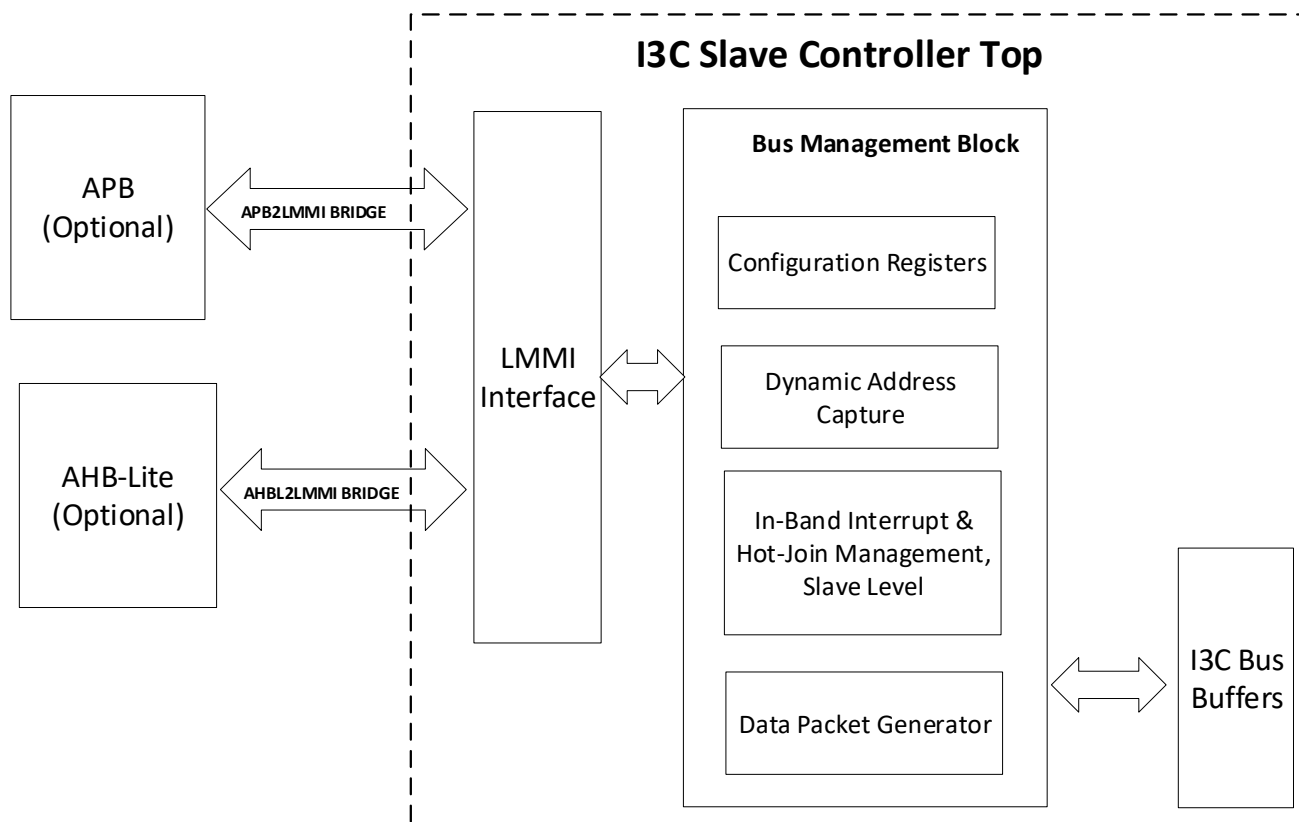 I3C Slave Controller Top
APB
(Optional)
APB2LMMI BRIDGE
AHB-Lite
(Optional)
AHBL2LMMI BRIDGE
LMMI
Interface
Bus Management Block
Configuration Registers
Dynamic Address
Capture
In-Band Interrupt &
Hot-Join Management,
Slave Level
Data Packet Generator
I3C Bus
Buffers